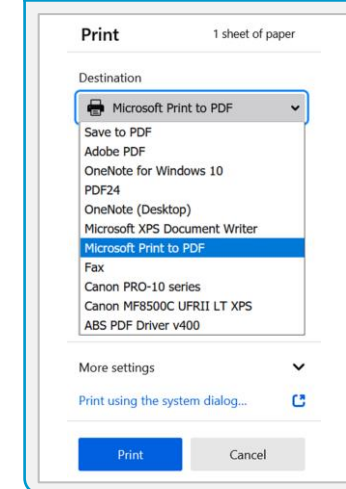 Print 1 sheet of paper
Destination
Microsoft Print to PDF
Save to PDF
Adobe PDF
OneNote for Windows 10
PDF24
OneNote (Desktop)
Microsoft XPS Document Writer
Microsoft Print to PDF
Fax
Canon PRO-10 series
Canon MF8500C UFRII LT XPS
ABS PDF Driver v400
More settings
Print using the system dialog...
Print Cancel